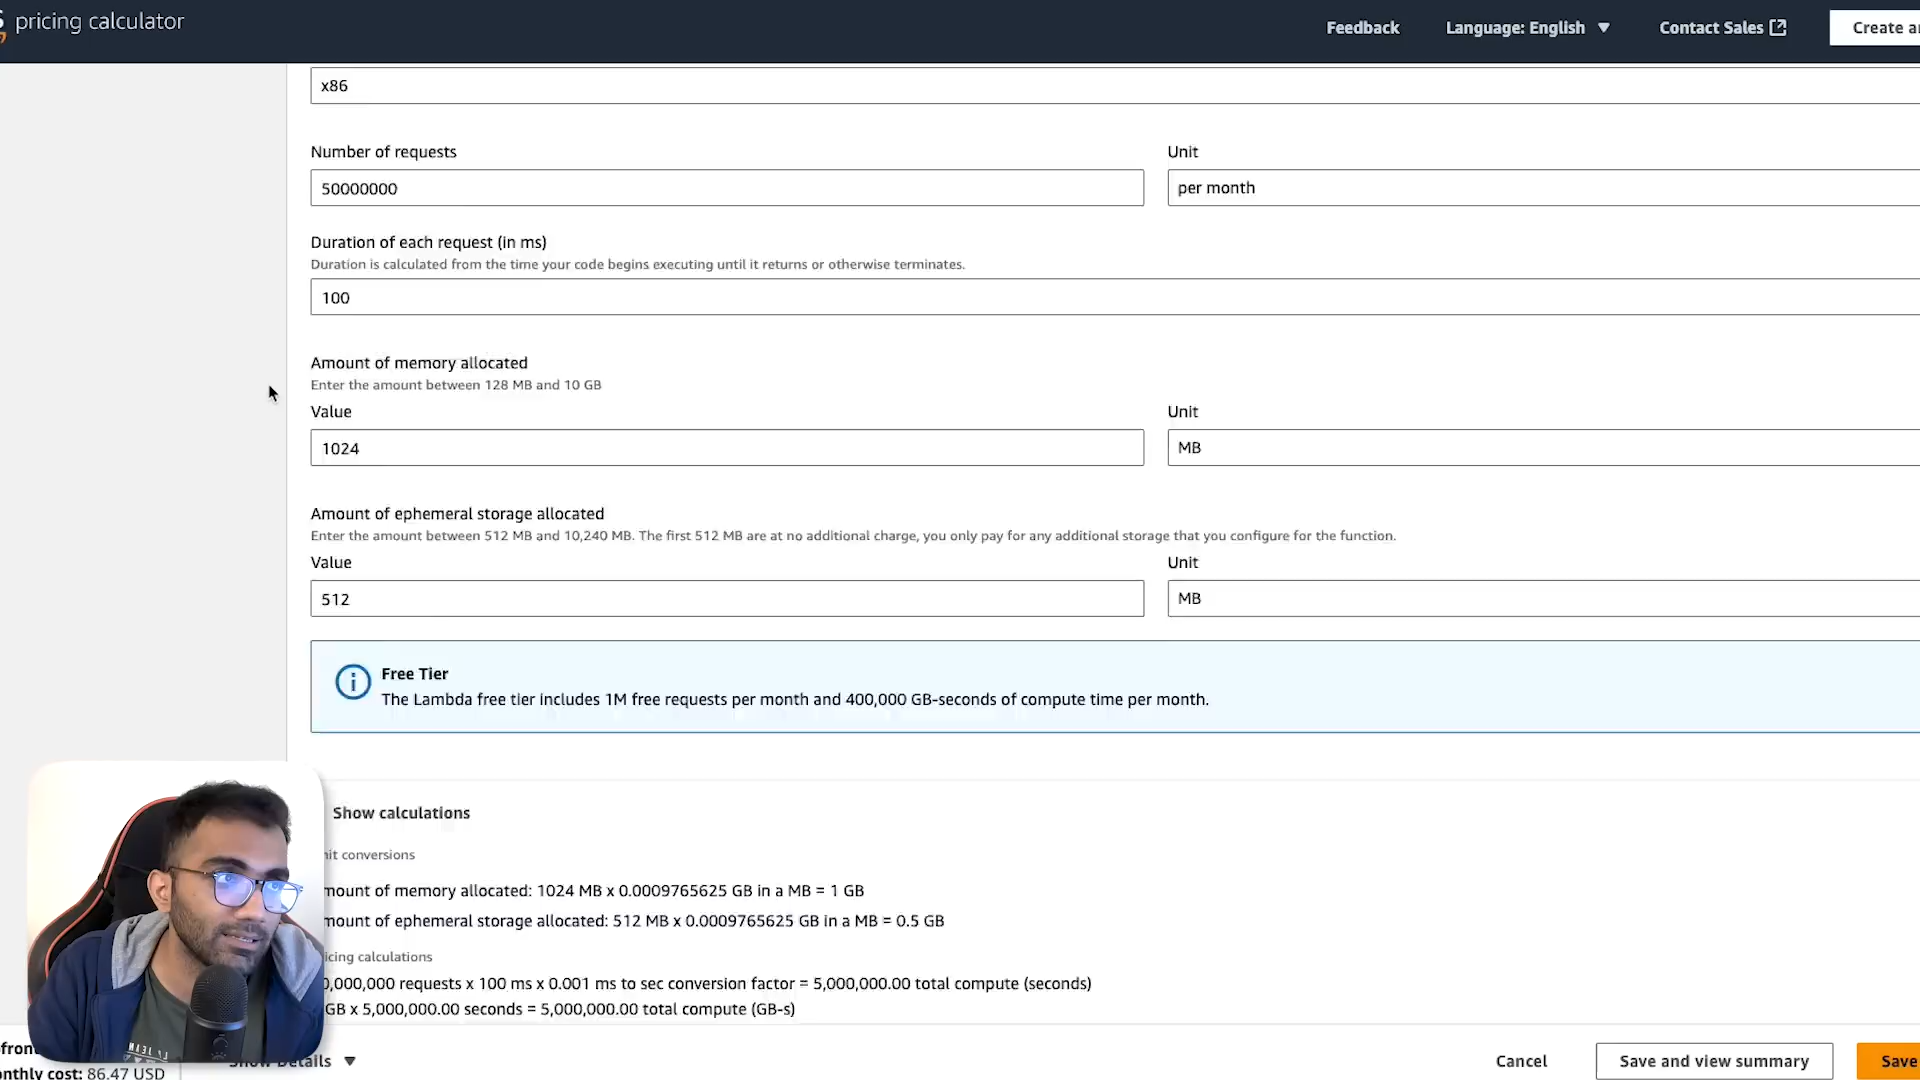 pricing calculator
Feedback
Language: English
Contact Sales
Create
x86
Number of requests
Unit
50000000
per month
Duration of each request (in ms)
Duration is calculated from the time your code begins executing until it returns or otherwise terminates.
100
Amount of memory allocated
Enter the amount between 128 MB and 10 GB
Value
Unit
1024
MB
Amount of ephemeral storage allocated
Enter the amount between 512 MB and 10,240 MB. The first 512 MB are at no additional charge, you only pay for any additional storage that you configure for the function.
Value
Unit
512
MB
Free Tier
The Lambda free tier includes 1M free requests per month and 400,000 GB-seconds of compute time per month.
Show calculations
conversions
mount of memory allocated: 1024 MB x 0.0009765625 GB in a MB = 1 GB
mount of ephemeral storage allocated: 512 MB x 0.0009765625 GB in a MB = 0.5 GB
icing calculations
0,000,000 requests x 100 ms x 0.001 ms to sec conversion factor = 5,000,000.00 total compute (seconds)
GB x 5,000,000.00 seconds = 5,000,000.00 total compute (GB-s)
Show Details
Cancel
Save and view summary
Save
onthly cost: 86.47 USD